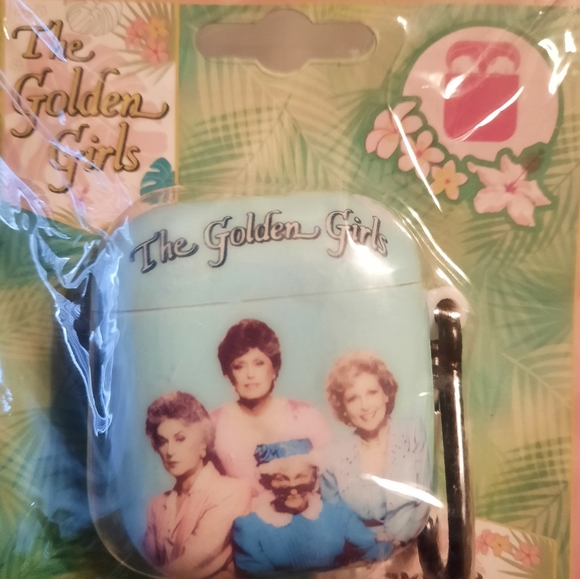 The
Golden
Girls
The Golden Girls